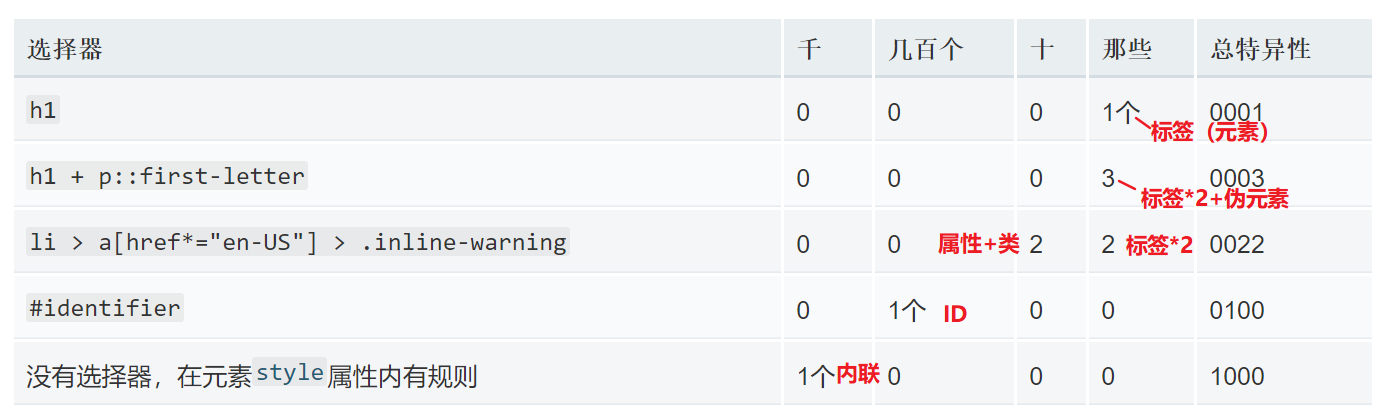 选择器 千 几百个 十 那些 总特异性
h1 0 0 0 1个 0001
标签（元素）
h1 + p::first-letter 0 0 0 3 0003
标签*2+伪元素
li > a[href*="en-US"] > .inline-warning 0 0 属性+类 2 2 标签*2 0022
#identifier 0 1个 ID 0 0 0100
没有选择器，在元素style属性内有规则 1个内联 0 0 0 1000